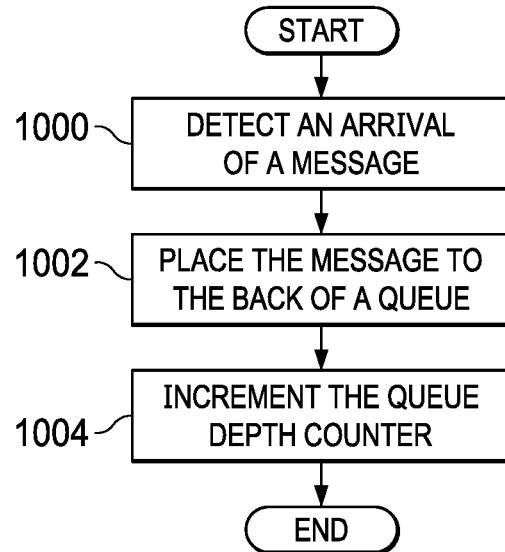 START
1000
DETECT AN ARRIVAL
OF A MESSAGE
1002
PLACE THE MESSAGE TO
THE BACK OF A QUEUE
1004
INCREMENT THE QUEUE
DEPTH COUNTER
END